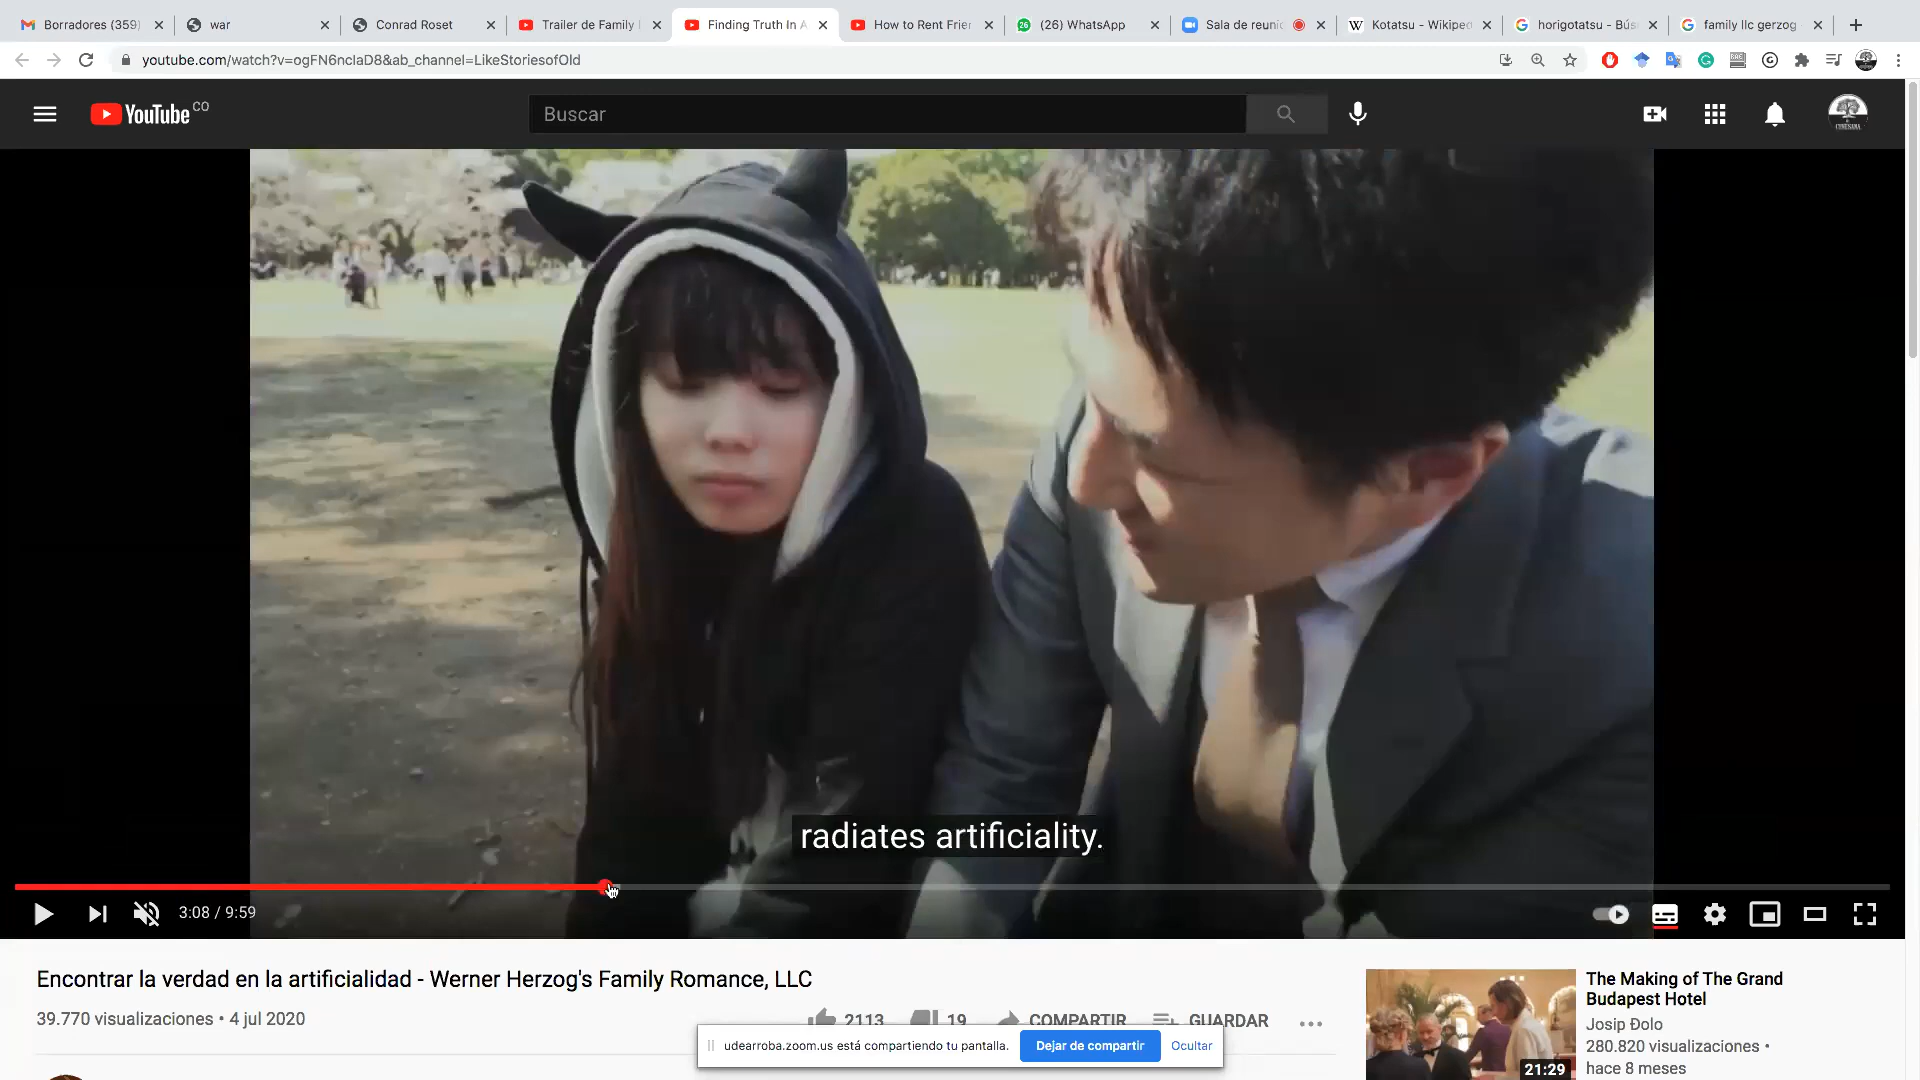 Borradores (359)
war
Conrad Roset
Trailer de Family
Finding Truth In A
How to Rent Frien
(26) WhatsApp
Sala de reunio
Kotatsu - Wikiped
horigotatsu - Bús
family llc gerzog
youtube.com/watch?v=ogFN6ncIaD8&ab_channel=LikeStoriesofOld
YouTube CO
Buscar
radiates artificiality.
3:08 / 9:59
Encontrar la verdad en la artificialidad - Werner Herzog's Family Romance, LLC
39.770 visualizaciones • 4 jul 2020
2113
19
COMPARTIR
GUARDAR
udearroba.zoom.us está compartiendo tu pantalla.
Dejar de compartir
Ocultar
The Making of The Grand
Budapest Hotel
Josip Đolo
280.820 visualizaciones •
hace 8 meses
21:29